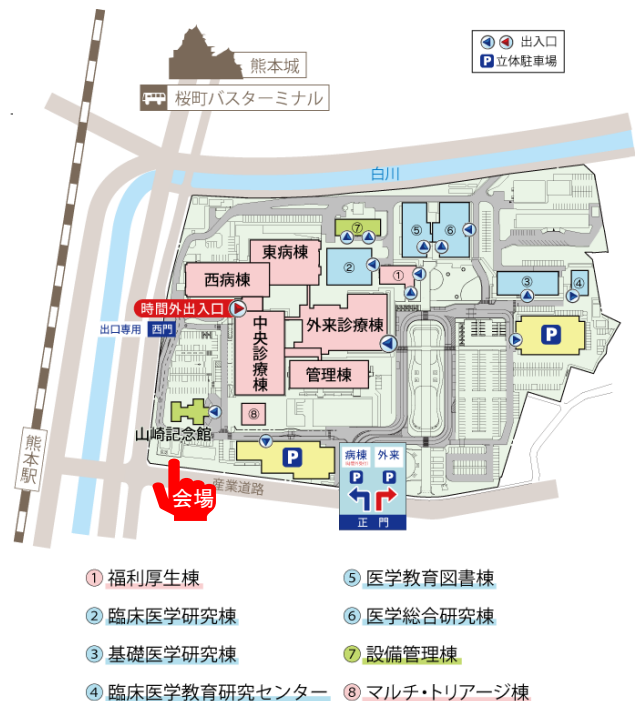 熊本城
桜町バスターミナル
出入口
P 立体駐車場
白川
東病棟
西病棟
時間外出入口
出口専用 西門
中央診療棟
外来診療棟
管理棟
⑦
⑤
⑥
②
①
③
④
⑧
P
P
山崎記念館
会場
熊本駅
産業道路
病棟 外来
P P
正門
① 福利厚生棟
② 臨床医学研究棟
③ 基礎医学研究棟
④ 臨床医学教育研究センター
⑤ 医学教育図書棟
⑥ 医学総合研究棟
⑦ 設備管理棟
⑧ マルチ・トリアージ棟